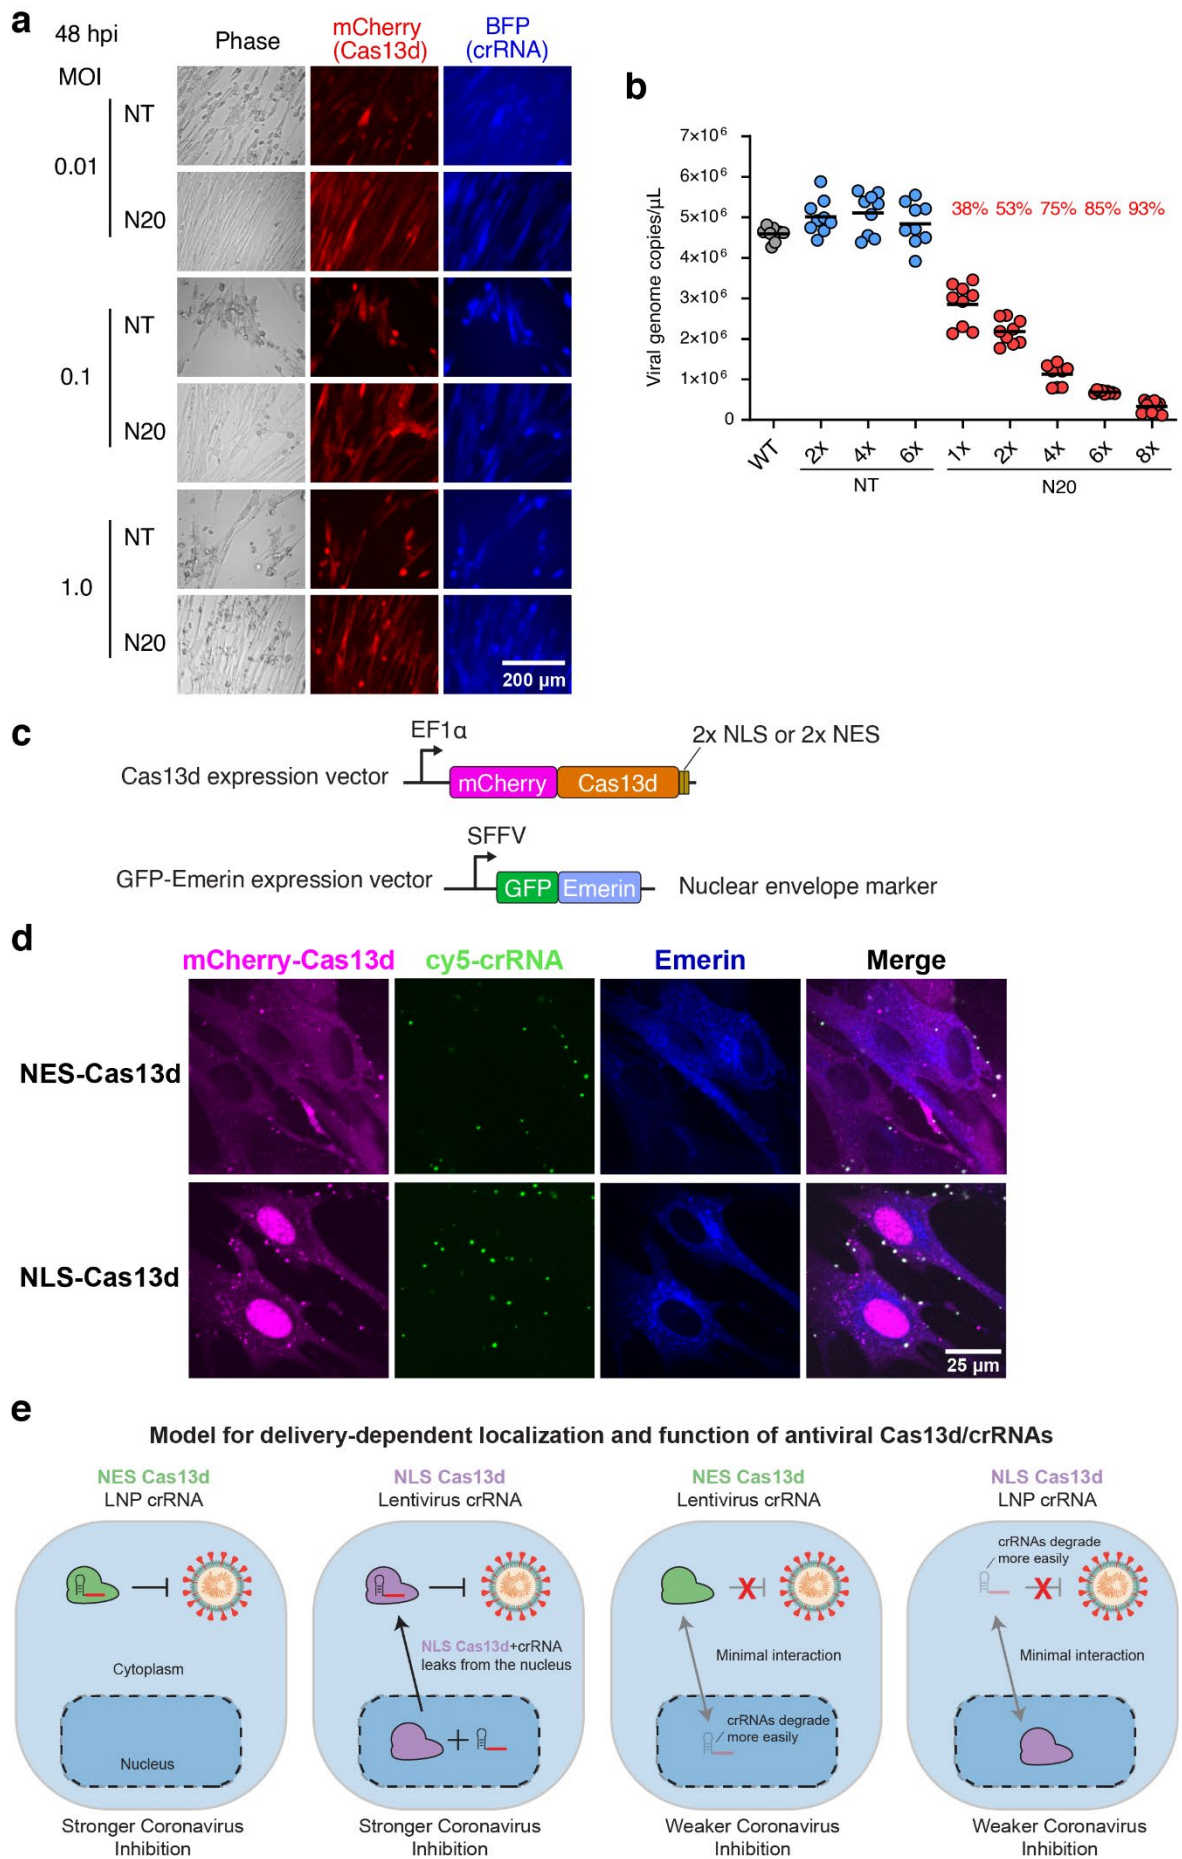 a
48 hpi
Phase
mCherry
(Cas13d)
BFP
(crRNA)
MOI
0.01
NT
N20
0.1
NT
N20
1.0
NT
N20
200 µm
b
Viral genome copies/µL
7×10⁶
6×10⁶
5×10⁶
4×10⁶
3×10⁶
2×10⁶
1×10⁶
0
38% 53% 75% 85% 93%
WT 2x 4x 6x 1x 2x 4x 6x 8x
NT N20
c
EF1α
2x NLS or 2x NES
Cas13d expression vector
mCherry Cas13d
SFFV
GFP-Emerin expression vector
GFP Emerin
Nuclear envelope marker
d
mCherry-Cas13d cy5-crRNA Emerin Merge
NES-Cas13d
NLS-Cas13d
25 µm
e
Model for delivery-dependent localization and function of antiviral Cas13d/crRNAs
NES Cas13d
LNP crRNA
Cytoplasm
Nucleus
Stronger Coronavirus
Inhibition
NLS Cas13d
Lentivirus crRNA
NLS Cas13d+crRNA
leaks from the nucleus
Stronger Coronavirus
Inhibition
NES Cas13d
Lentivirus crRNA
X
Minimal interaction
crRNAs degrade
more easily
Weaker Coronavirus
Inhibition
NLS Cas13d
LNP crRNA
crRNAs degrade
more easily
X
Minimal interaction
Weaker Coronavirus
Inhibition